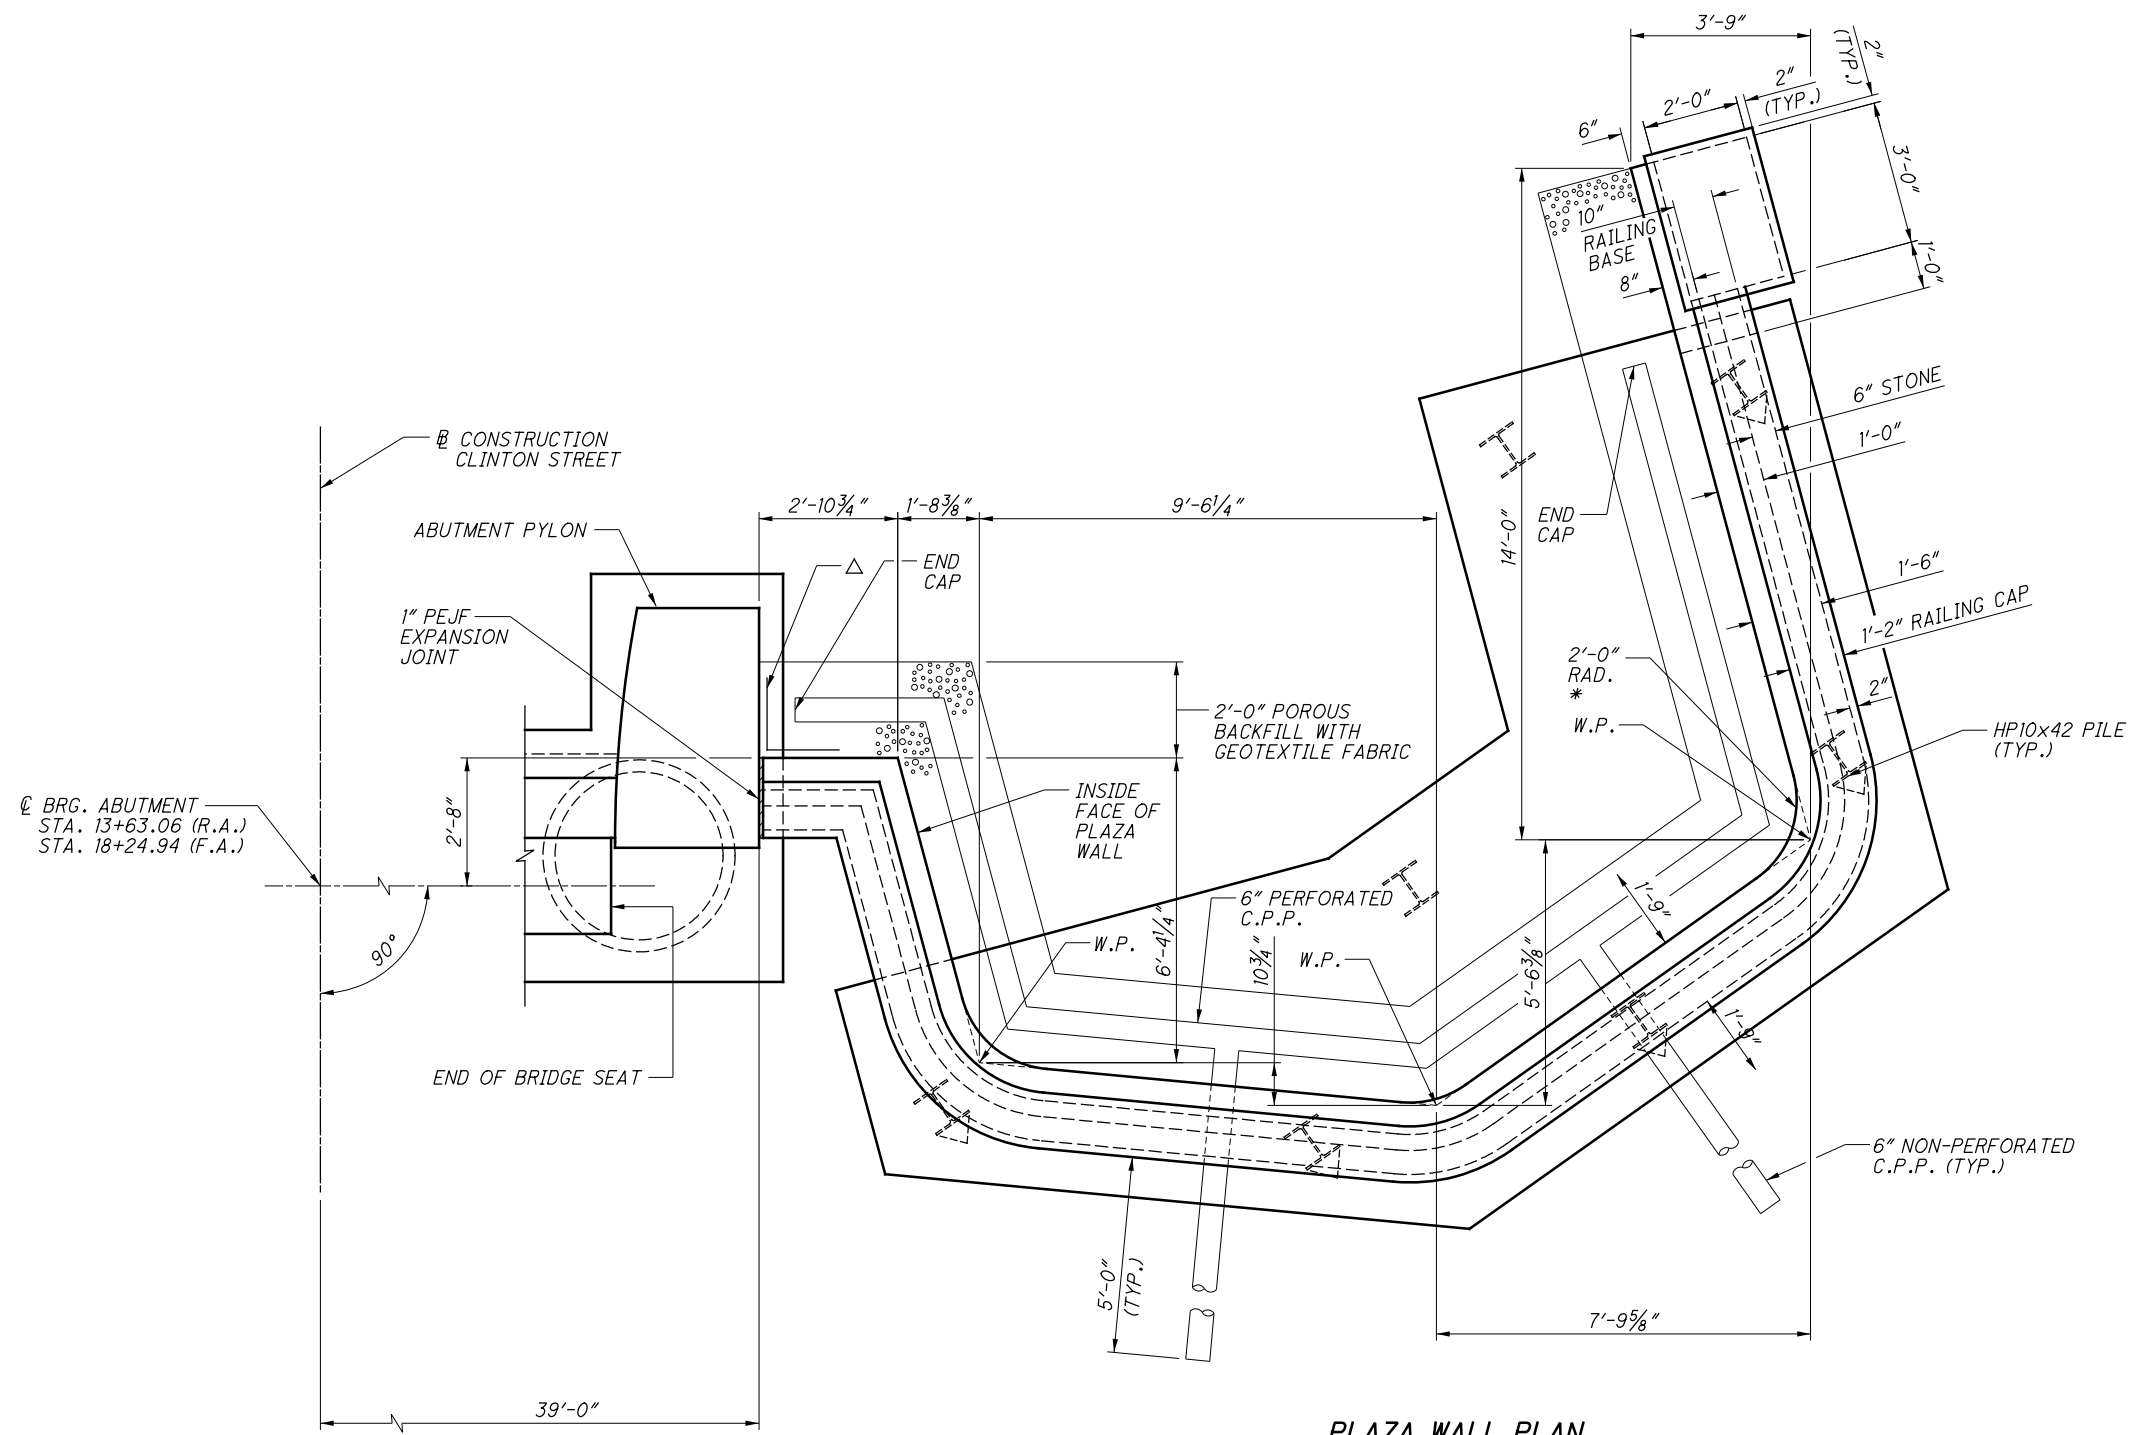 3'-9"
2"
(TYP.)
2'-0"
2"
(TYP.)
6"
3'-0"
10"
RAILING
BASE
8"
1'-0"
6" STONE
1'-0"
℄ CONSTRUCTION
CLINTON STREET
ABUTMENT PYLON
2'-10¾"
1'-8⅜"
9'-6¼"
14'-0"
END
CAP
△
END
CAP
1'-6"
1'-2" RAILING CAP
1" PEJF
EXPANSION
JOINT
2'-0"
RAD.
*
W.P.
2"
2'-0" POROUS
BACKFILL WITH
GEOTEXTILE FABRIC
HP10x42 PILE
(TYP.)
℄ BRG. ABUTMENT
STA. 13+63.06 (R.A.)
STA. 18+24.94 (F.A.)
2'-8"
INSIDE
FACE OF
PLAZA
WALL
90°
6" PERFORATED
C.P.P.
1'-9"
W.P.
6'-4¼"
10¾"
W.P.
5'-6⅜"
1'-9"
END OF BRIDGE SEAT
6" NON-PERFORATED
C.P.P. (TYP.)
5'-0"
(TYP.)
7'-9⅝"
39'-0"
PLAZA WALL PLAN